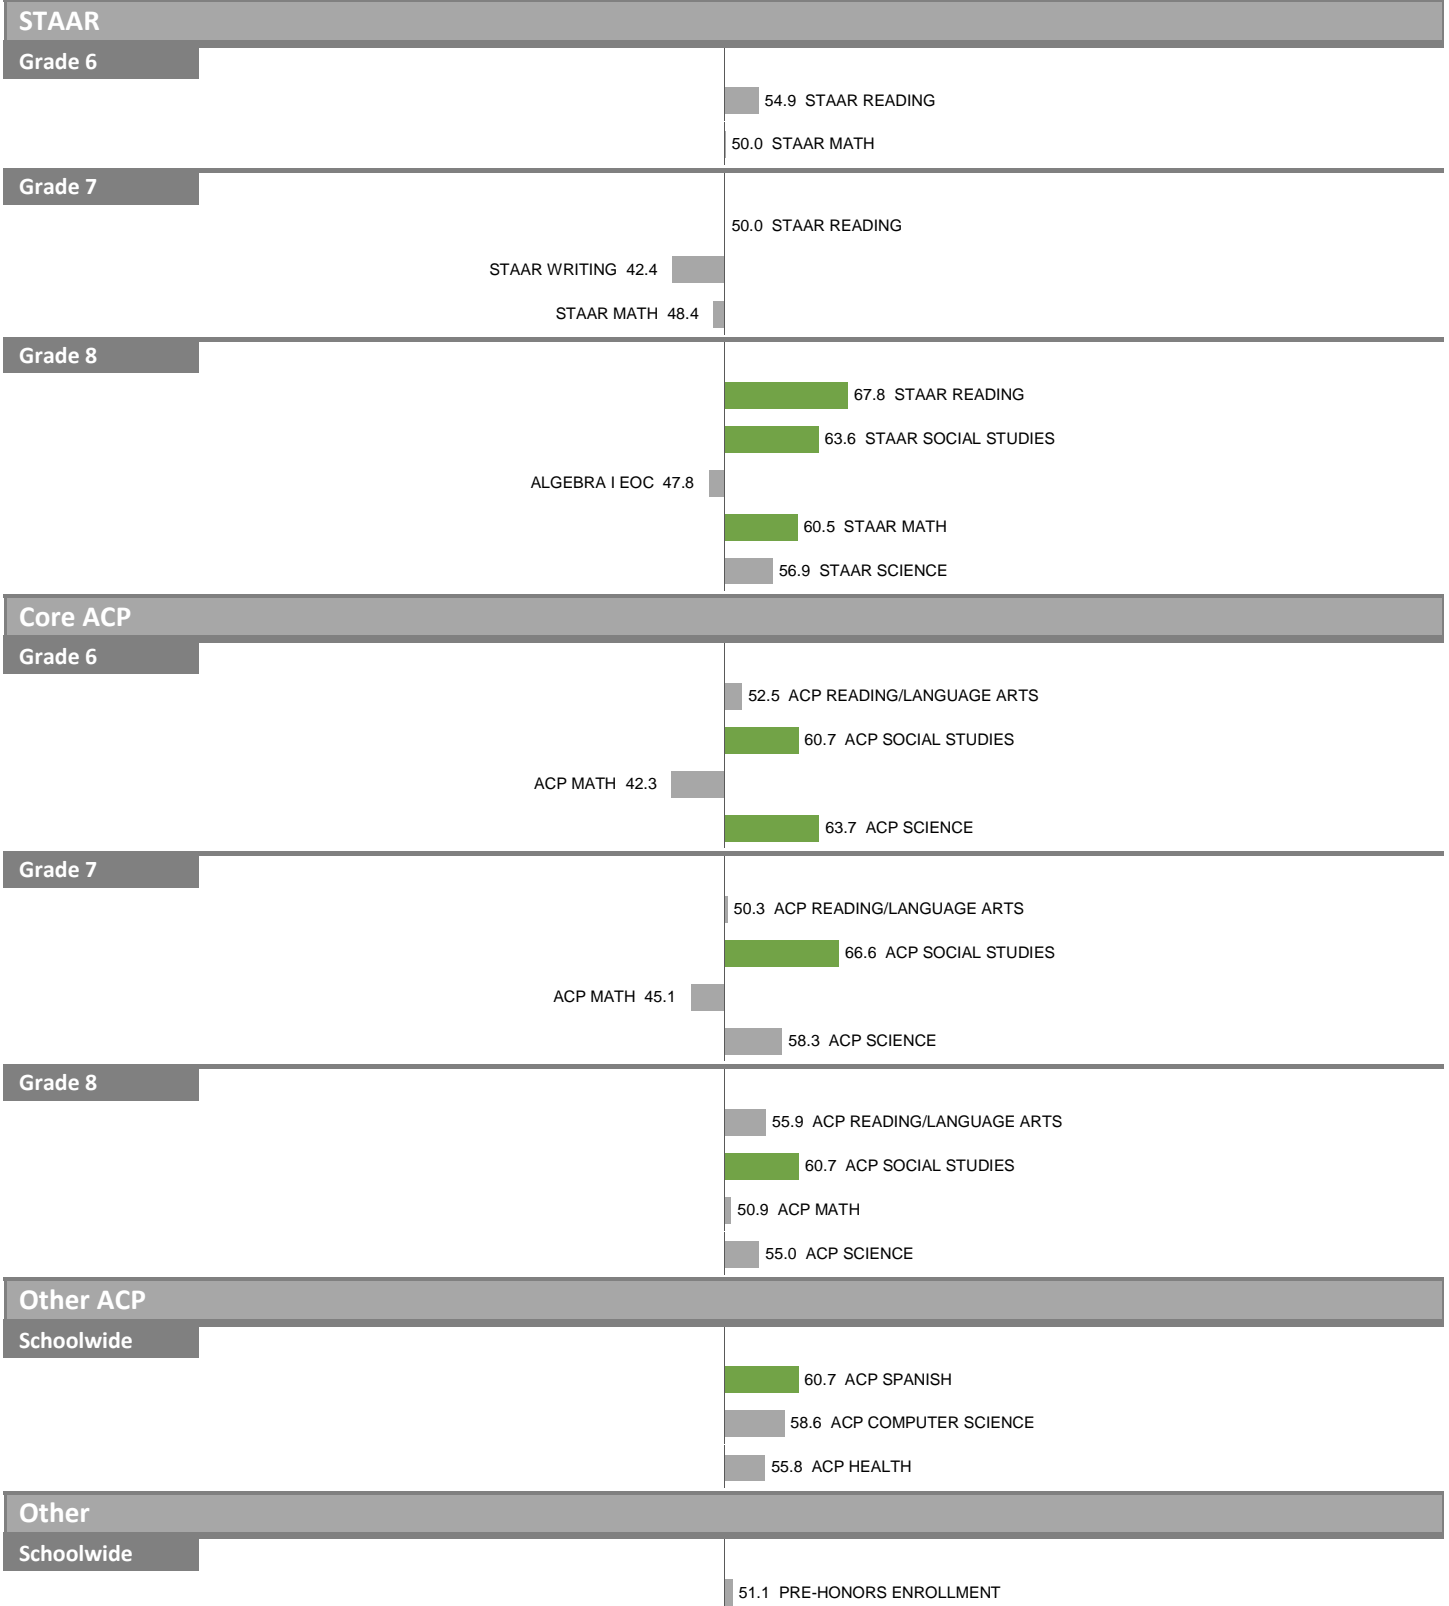 STAAR
Grade 6
54.9 STAAR READING
50.0 STAAR MATH
Grade 7
50.0 STAAR READING
STAAR WRITING 42.4
STAAR MATH 48.4
Grade 8
67.8 STAAR READING
63.6 STAAR SOCIAL STUDIES
ALGEBRA I EOC 47.8
60.5 STAAR MATH
56.9 STAAR SCIENCE
Core ACP
Grade 6
52.5 ACP READING/LANGUAGE ARTS
60.7 ACP SOCIAL STUDIES
ACP MATH 42.3
63.7 ACP SCIENCE
Grade 7
50.3 ACP READING/LANGUAGE ARTS
66.6 ACP SOCIAL STUDIES
ACP MATH 45.1
58.3 ACP SCIENCE
Grade 8
55.9 ACP READING/LANGUAGE ARTS
60.7 ACP SOCIAL STUDIES
50.9 ACP MATH
55.0 ACP SCIENCE
Other ACP
Schoolwide
60.7 ACP SPANISH
58.6 ACP COMPUTER SCIENCE
55.8 ACP HEALTH
Other
Schoolwide
51.1 PRE-HONORS ENROLLMENT